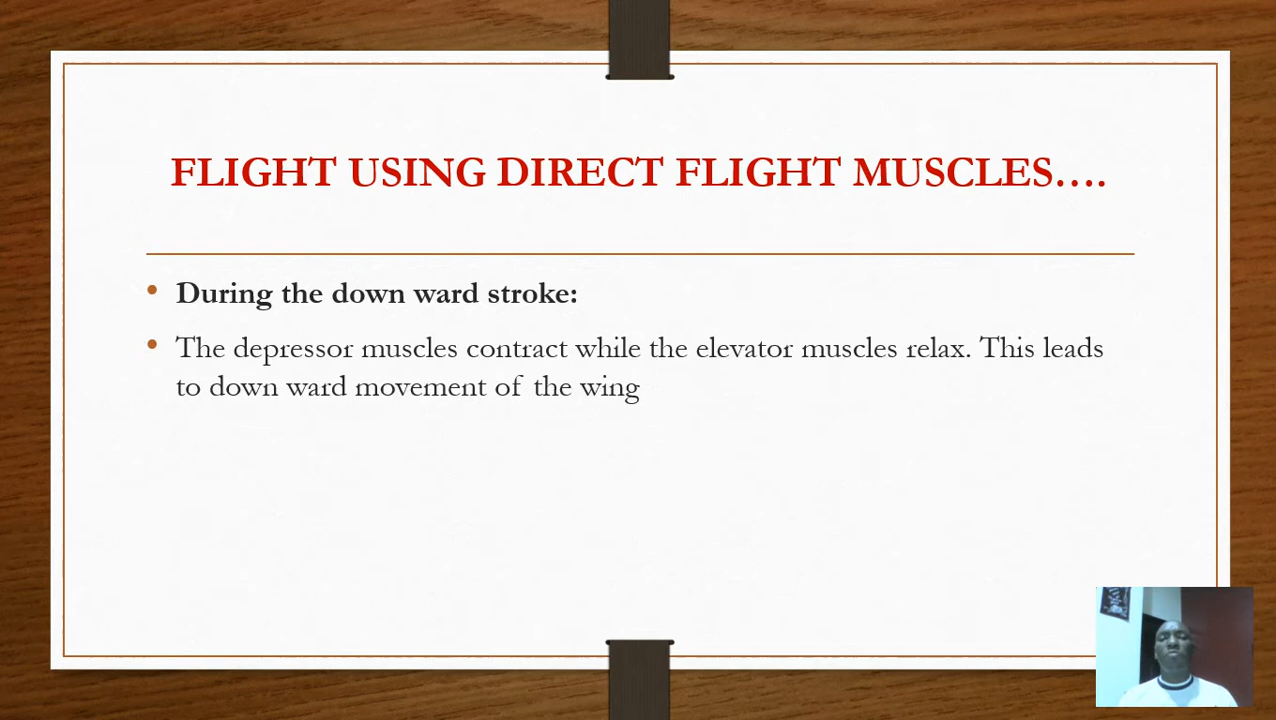 FLIGHT USING DIRECT FLIGHT MUSCLES….
• During the down ward stroke:
• The depressor muscles contract while the elevator muscles relax. This leads
to down ward movement of the wing